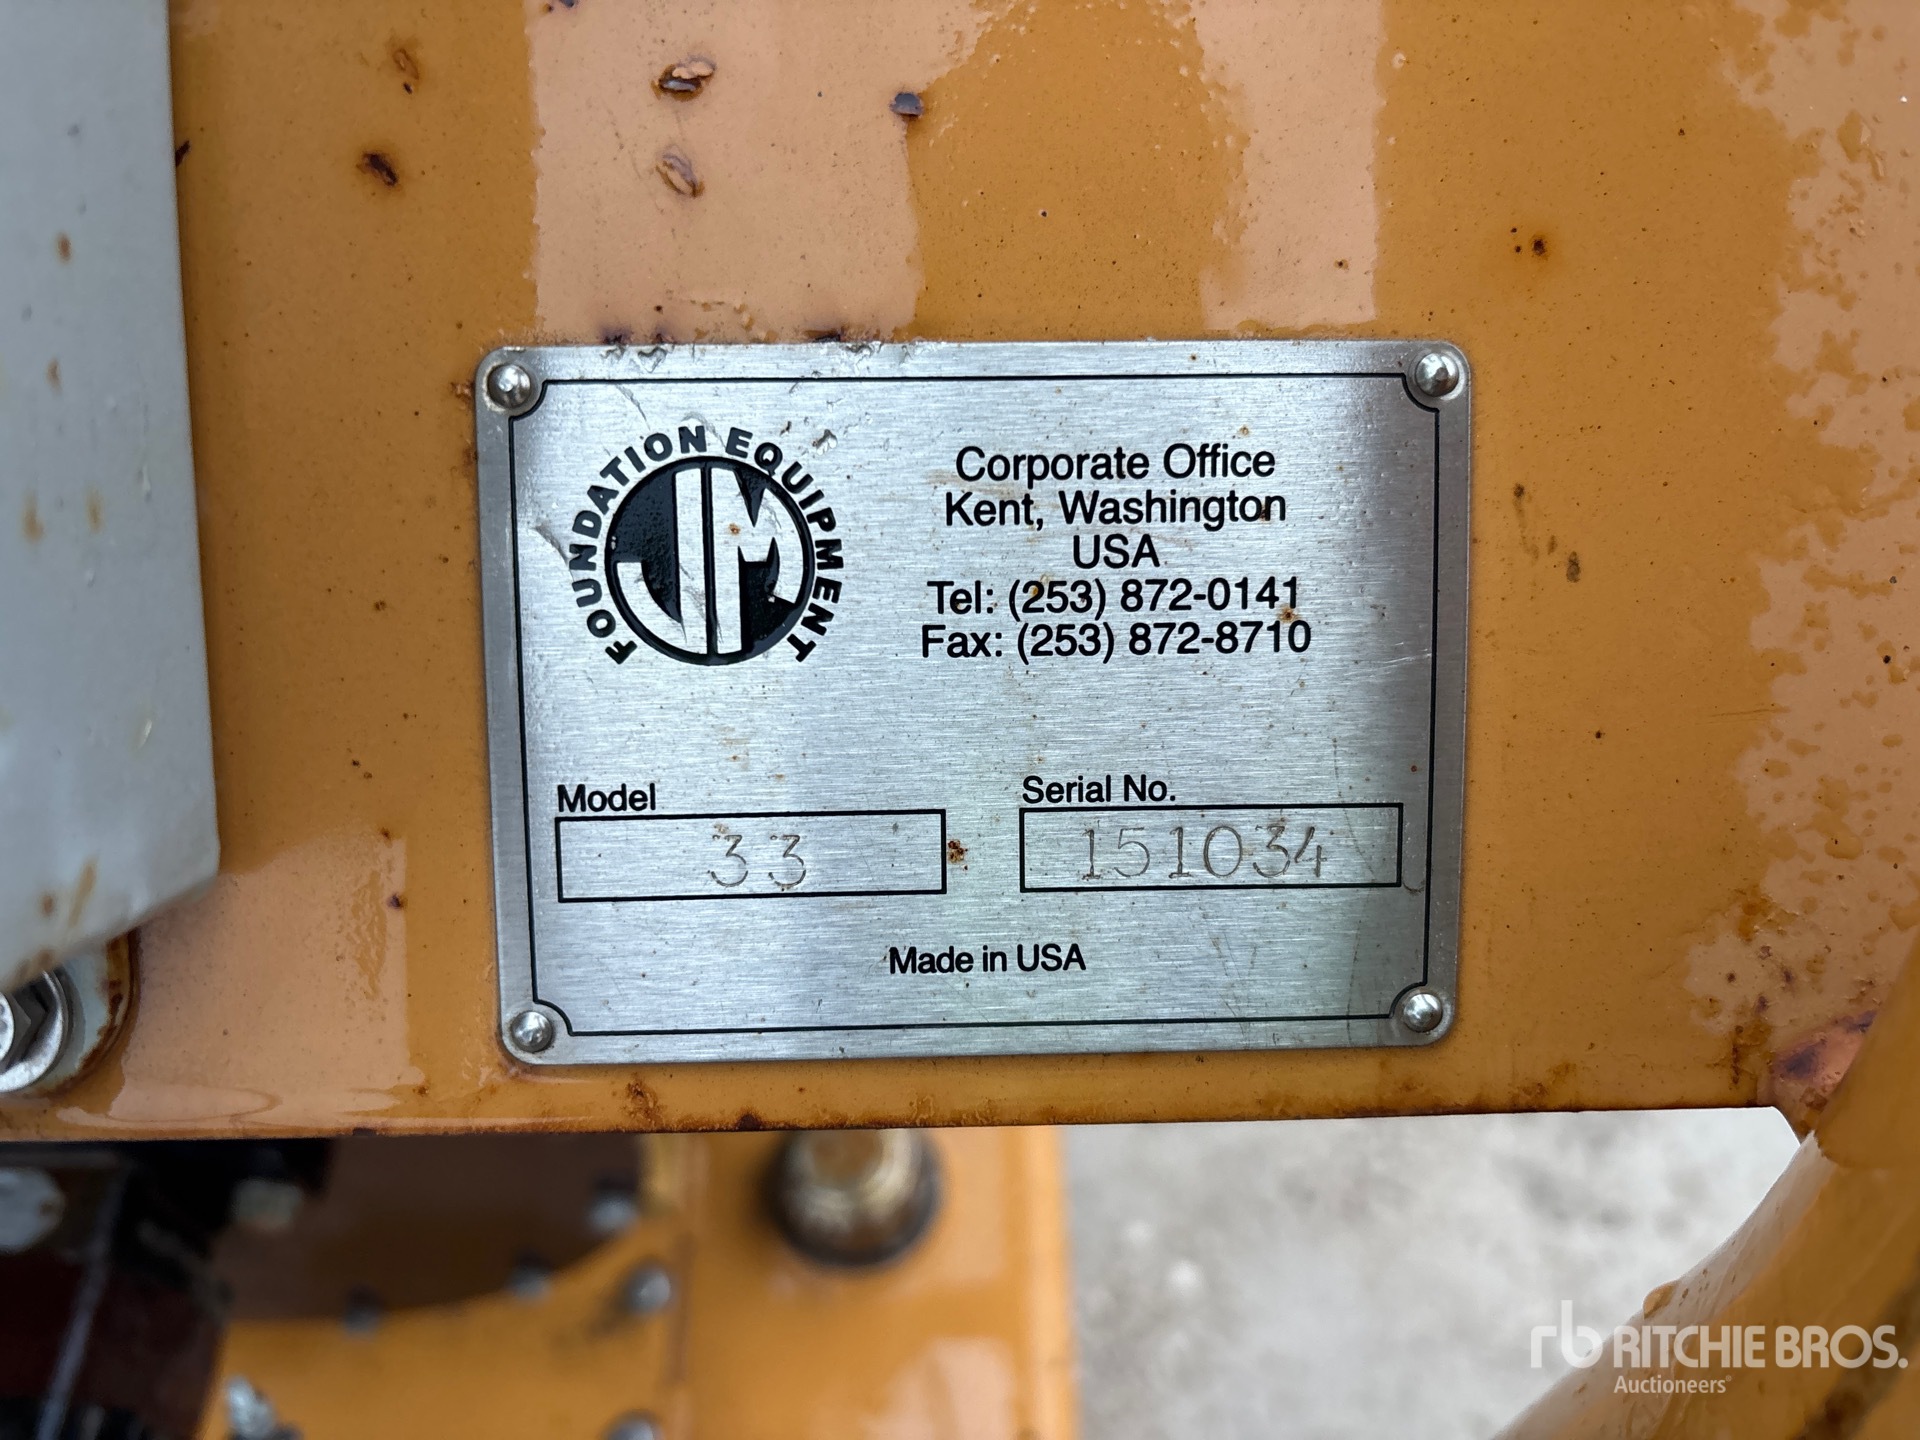 FOUNDATION EQUIPMENT
JM
Corporate Office
Kent, Washington
USA
Tel: (253) 872-0141
Fax: (253) 872-8710
Model
33
Serial No.
151034
Made in USA
rb RITCHIE BROS.
Auctioneers